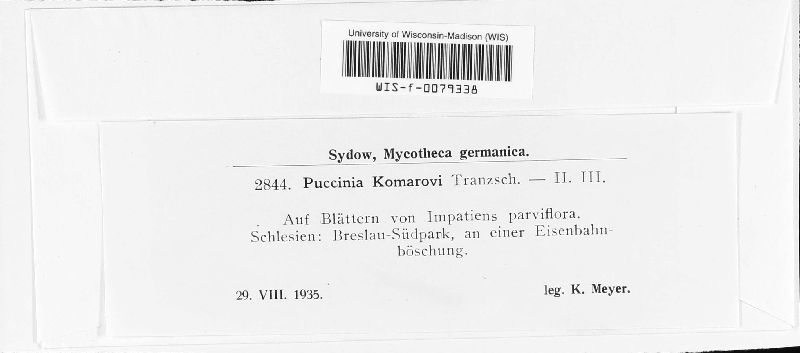 University of Wisconsin-Madison (WIS)
WIS-f-0079338
Sydow, Mycotheca germanica.
2844. Puccinia Komarovi Tranzsch. — II. III.
Auf Blättern von Impatiens parviflora.
Schlesien: Breslau-Südpark, an einer Eisenbahn-
böschung.
29. VIII. 1935.
leg. K. Meyer.